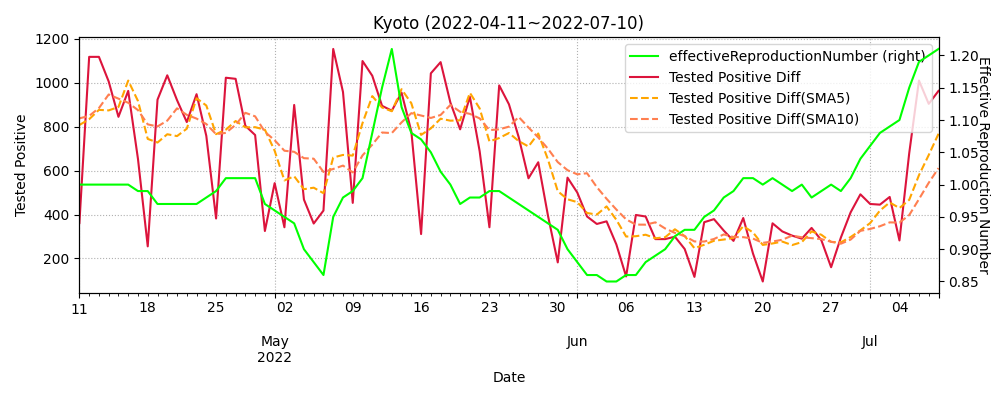 Kyoto (2022-04-11~2022-07-10)
effectiveReproductionNumber (right)
Tested Positive Diff
Tested Positive Diff(SMA5)
Tested Positive Diff(SMA10)
Tested Positive
1200
1000
800
600
400
200
1.20
1.15
1.10
1.05
1.00
0.95
0.90
0.85
Effective Reproduction Number
11 18 25 02 09 16 23 30 06 13 20 27 04
May Jun Jul
2022
Date